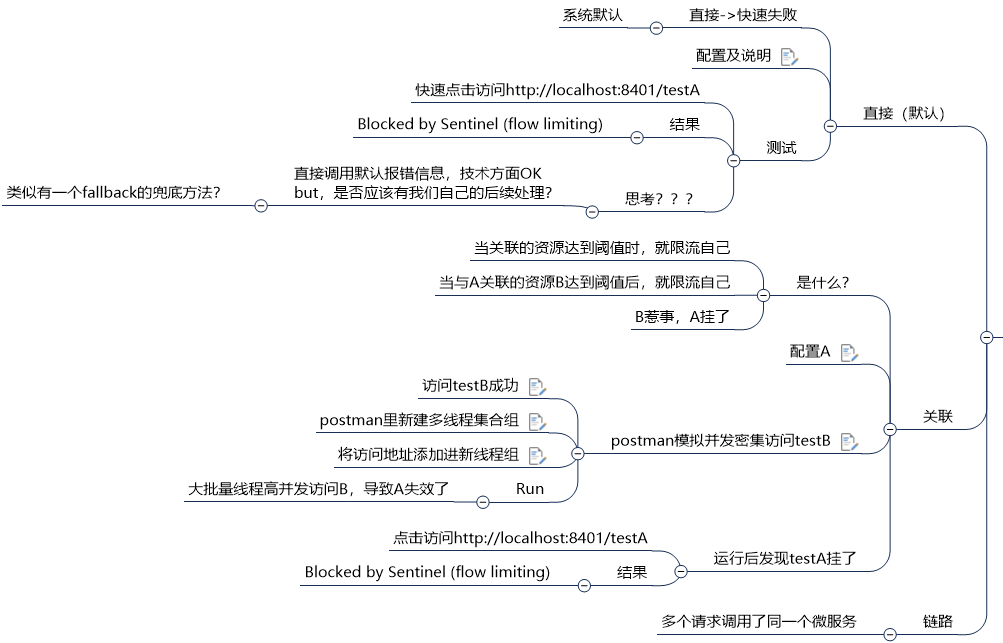 直接（默认）
直接->快速失败
系统默认
配置及说明
测试
快速点击访问http://localhost:8401/testA
结果
Blocked by Sentinel (flow limiting)
思考？？？
直接调用默认报错信息，技术方面OK
but，是否应该有我们自己的后续处理？
类似有一个fallback的兜底方法？
关联
是什么？
当关联的资源达到阈值时，就限流自己
当与A关联的资源B达到阈值后，就限流自己
B惹事，A挂了
配置A
postman模拟并发密集访问testB
访问testB成功
postman里新建多线程集合组
将访问地址添加进新线程组
Run
大批量线程高并发访问B，导致A失效了
运行后发现testA挂了
点击访问http://localhost:8401/testA
结果
Blocked by Sentinel (flow limiting)
链路
多个请求调用了同一个微服务